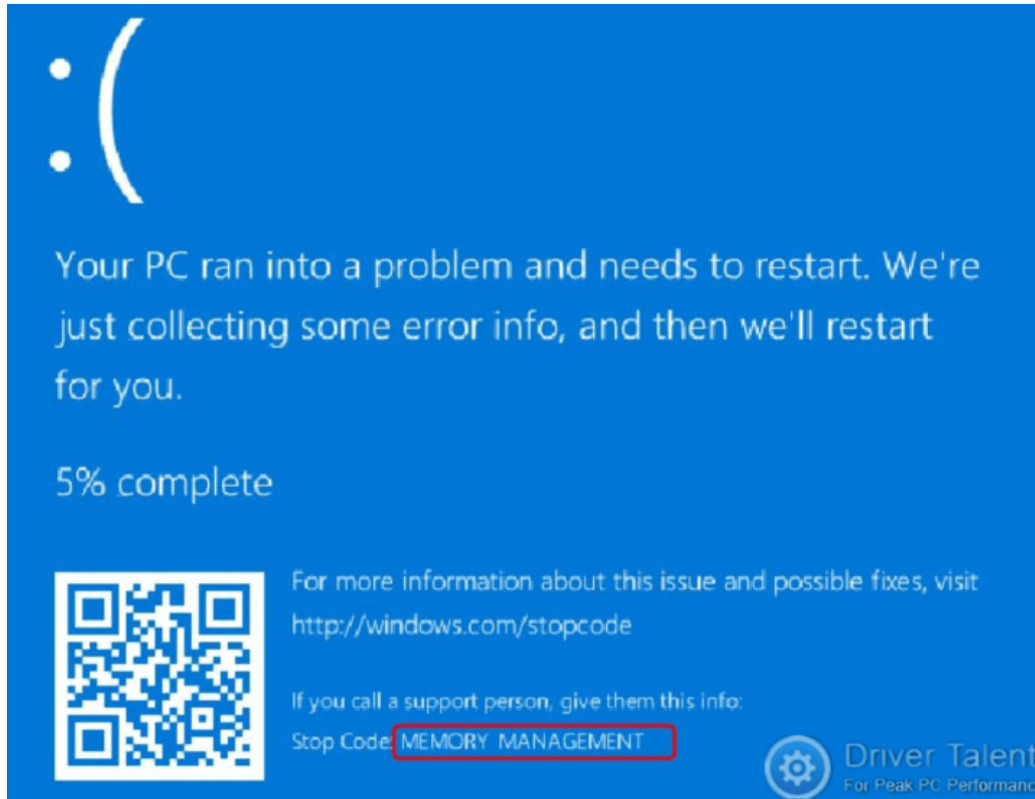 :(
Your PC ran into a problem and needs to restart. We're
just collecting some error info, and then we'll restart
for you.
5% complete
For more information about this issue and possible fixes, visit
http://windows.com/stopcode
If you call a support person, give them this info:
Stop Code: MEMORY MANAGEMENT
Driver Talent
For Peak PC Performanc